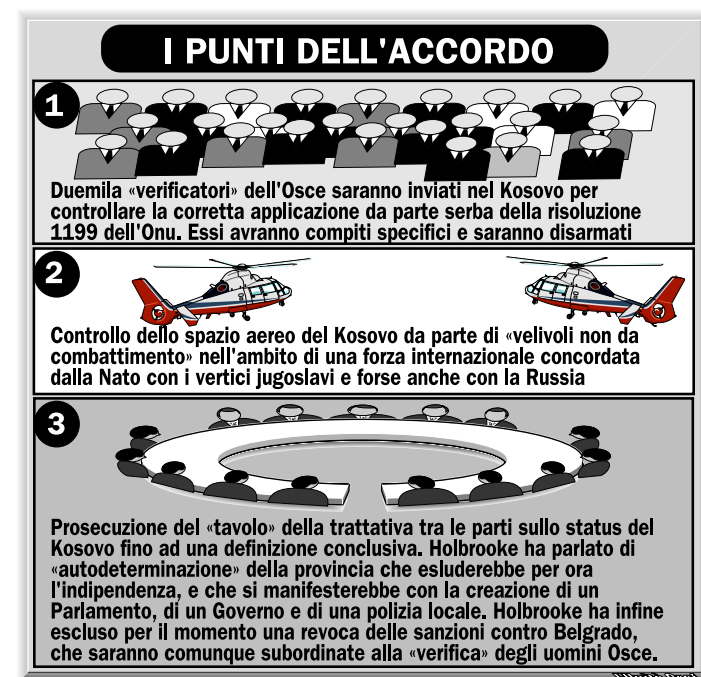 I PUNTI DELL'ACCORDO
1
Duemila «verificatori» dell'Osce saranno inviati nel Kosovo per
controllare la corretta applicazione da parte serba della risoluzione
1199 dell'Onu. Essi avranno compiti specifici e saranno disarmati
2
Controllo dello spazio aereo del Kosovo da parte di «velivoli non da
combattimento» nell'ambito di una forza internazionale concordata
dalla Nato con i vertici jugoslavi e forse anche con la Russia
3
Prosecuzione del «tavolo» della trattativa tra le parti sullo status del
Kosovo fino ad una definizione conclusiva. Holbrooke ha parlato di
«autodeterminazione» della provincia che esluderebbe per ora
l'indipendenza, e che si manifesterebbe con la creazione di un
Parlamento, di un Governo e di una polizia locale. Holbrooke ha infine
escluso per il momento una revoca delle sanzioni contro Belgrado,
che saranno comunque subordinate alla «verifica» degli uomini Osce.